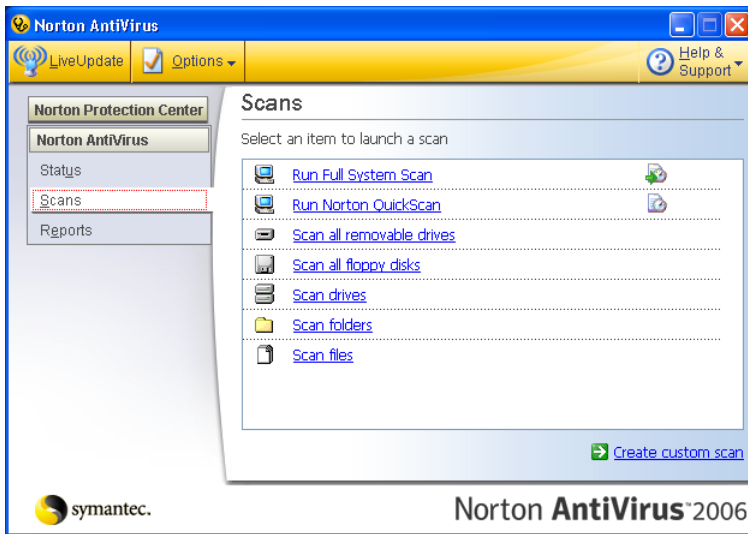 Norton AntiVirus
LiveUpdate Options Help & Support
Norton Protection Center
Norton AntiVirus
Status
Scans
Reports
Scans
Select an item to launch a scan
Run Full System Scan
Run Norton QuickScan
Scan all removable drives
Scan all floppy disks
Scan drives
Scan folders
Scan files
Create custom scan
symantec.
Norton AntiVirus™2006